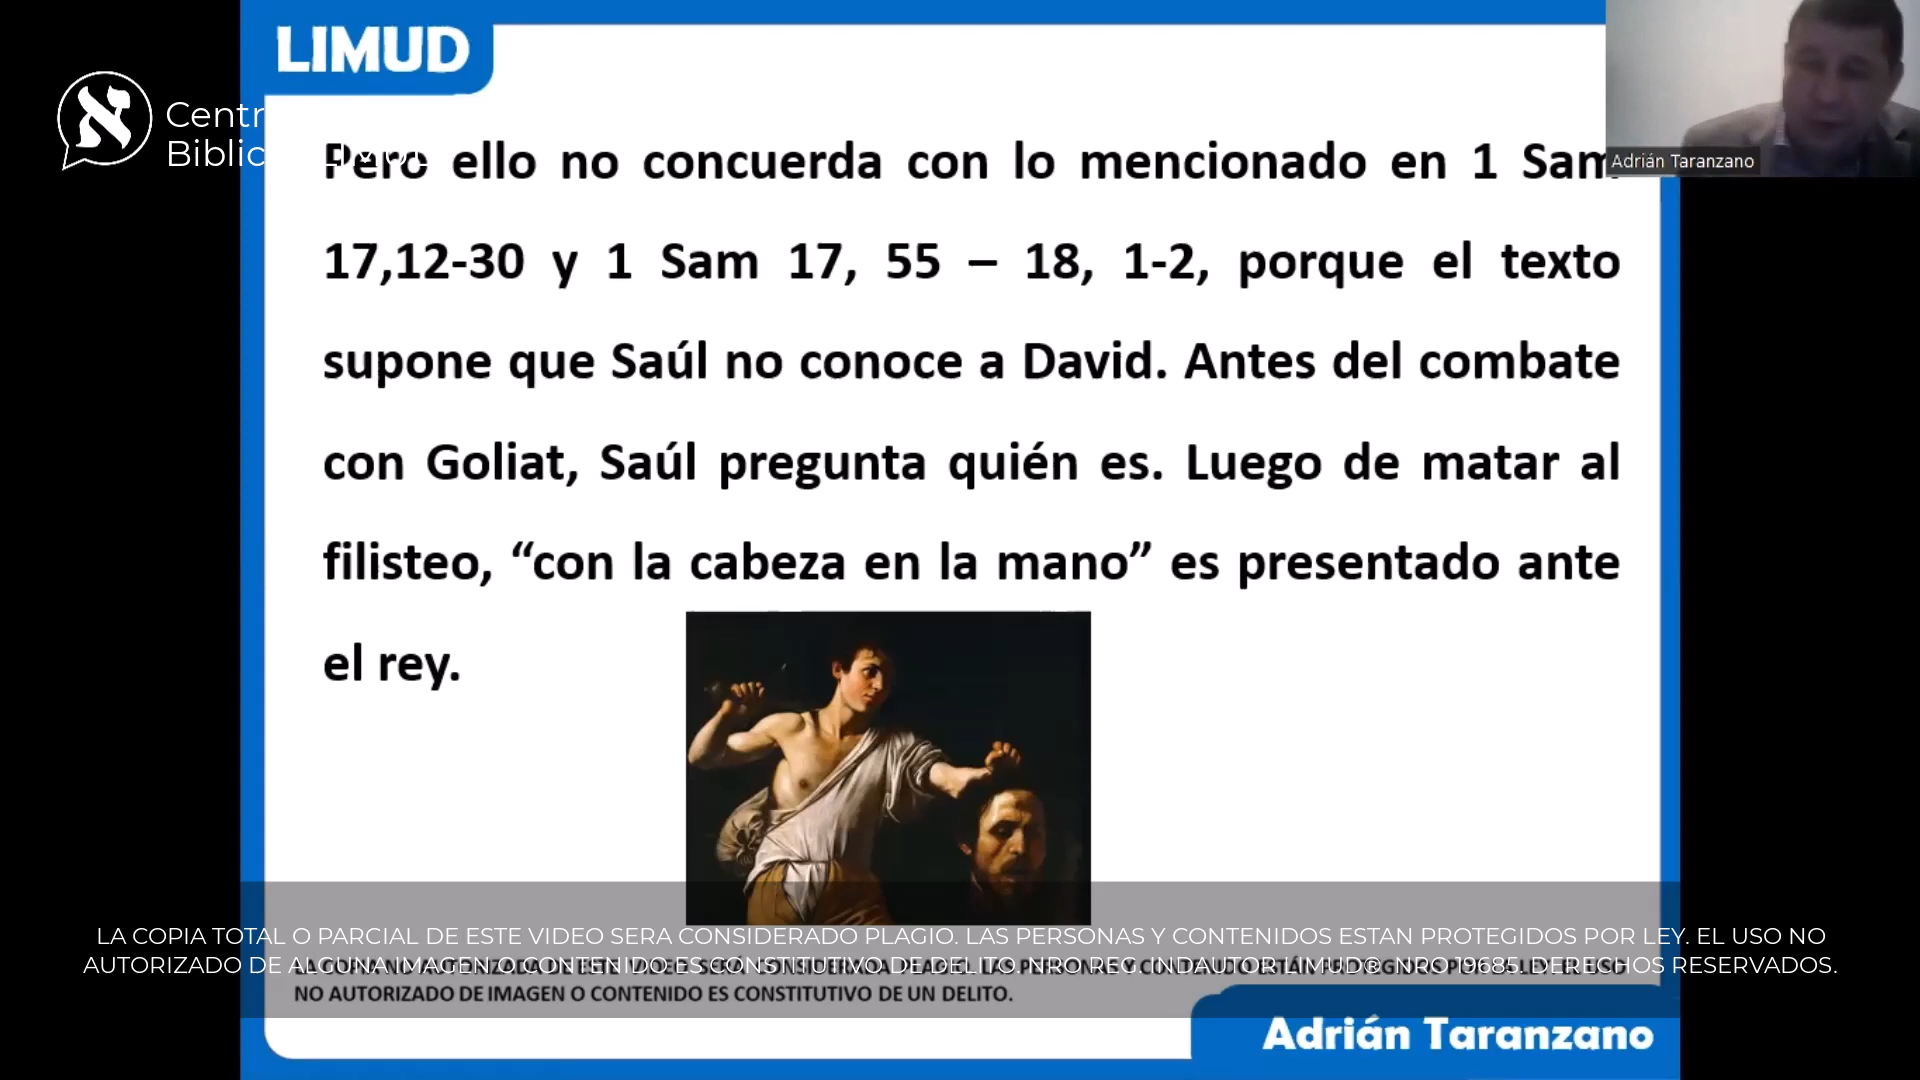 LIMUD
Centr
Biblic
Pero ello no concuerda con lo mencionado en 1 Sam
17,12-30 y 1 Sam 17, 55 – 18, 1-2, porque el texto
supone que Saúl no conoce a David. Antes del combate
con Goliat, Saúl pregunta quién es. Luego de matar al
filisteo, “con la cabeza en la mano” es presentado ante
el rey.
Adrián Taranzano
LA COPIA TOTAL O PARCIAL DE ESTE VIDEO SERA CONSIDERADO PLAGIO. LAS PERSONAS Y CONTENIDOS ESTAN PROTEGIDOS POR LEY. EL USO NO
AUTORIZADO DE ALGUNA IMAGEN O CONTENIDO ES CONSTITUTIVO DE DELITO. NRO REG. INDAUTOR LIMUD® NRO 19685. DERECHOS RESERVADOS.
NO AUTORIZADO DE IMAGEN O CONTENIDO ES CONSTITUTIVO DE UN DELITO.
Adrián Taranzano